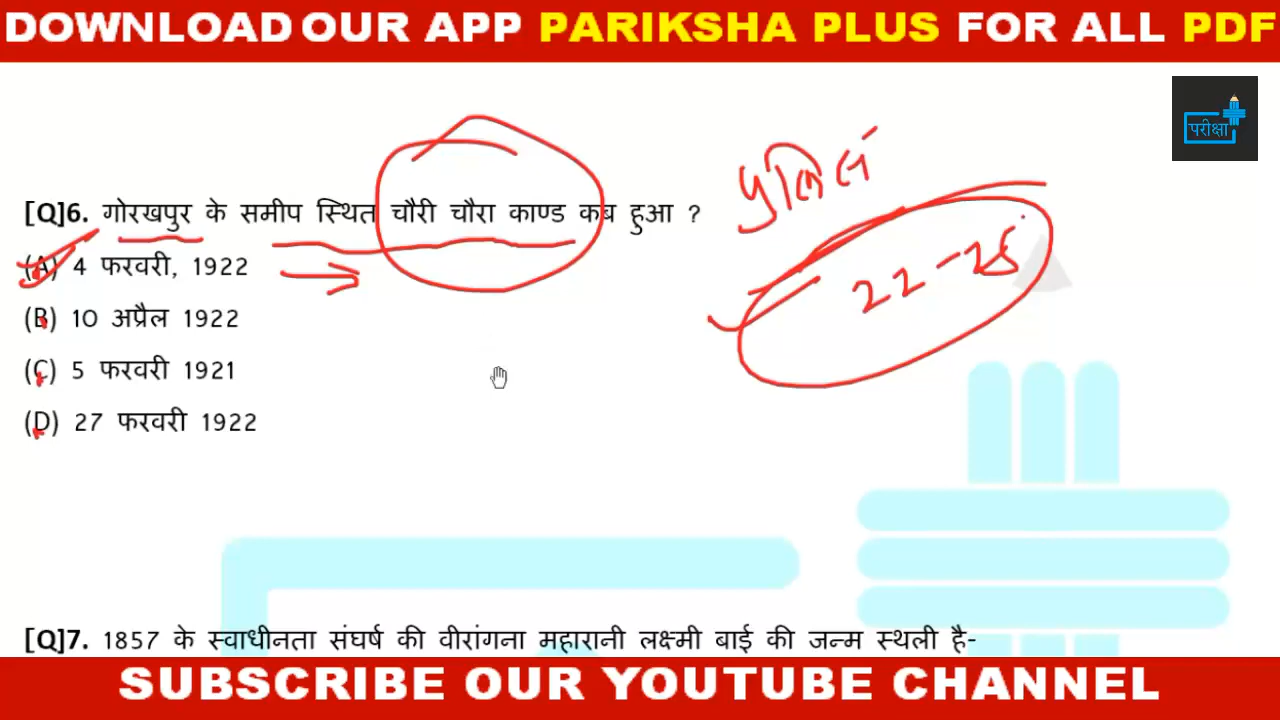 DOWNLOAD OUR APP PARIKSHA PLUS FOR ALL PDF
परीक्षा
[Q]6. गोरखपुर के समीप स्थित चौरी चौरा काण्ड कब हुआ ?
पुलिस
(A) 4 फरवरी, 1922
22-25
(B) 10 अप्रैल 1922
(C) 5 फरवरी 1921
(D) 27 फरवरी 1922
[Q]7. 1857 के स्वाधीनता संघर्ष की वीरांगना महारानी लक्ष्मी बाई की जन्म स्थली है-
SUBSCRIBE OUR YOUTUBE CHANNEL